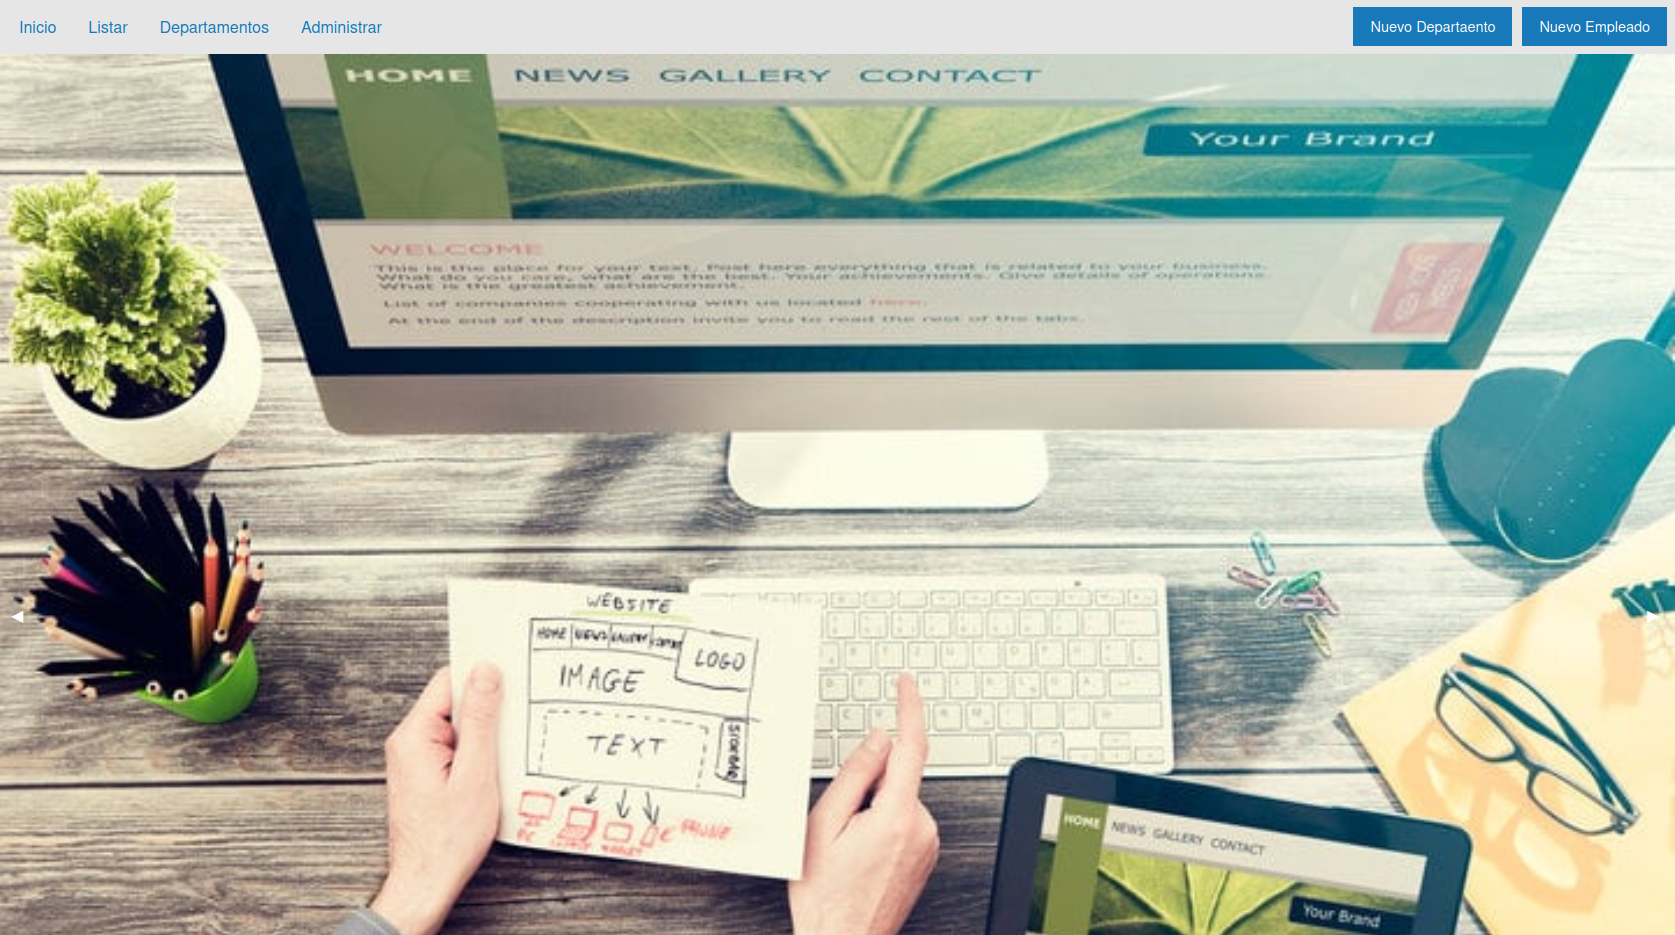 Inicio Listar Departamentos Administrar Nuevo Departaento Nuevo Empleado
HOME NEWS GALLERY CONTACT
Your Brand
WELCOME
This is the place for your text. Post here everything that is related to your business.
What do you care, what are the best. Your achievements. Give details of operations.
What is the greatest achievement.
List of companies cooperating with us located here.
At the end of the description invite you to read the rest of the tabs.
WEBSITE
HOME NEWS GALLERY
LOGO
IMAGE
TEXT
PHONE
PC
HOME NEWS GALLERY CONTACT
Your Brand